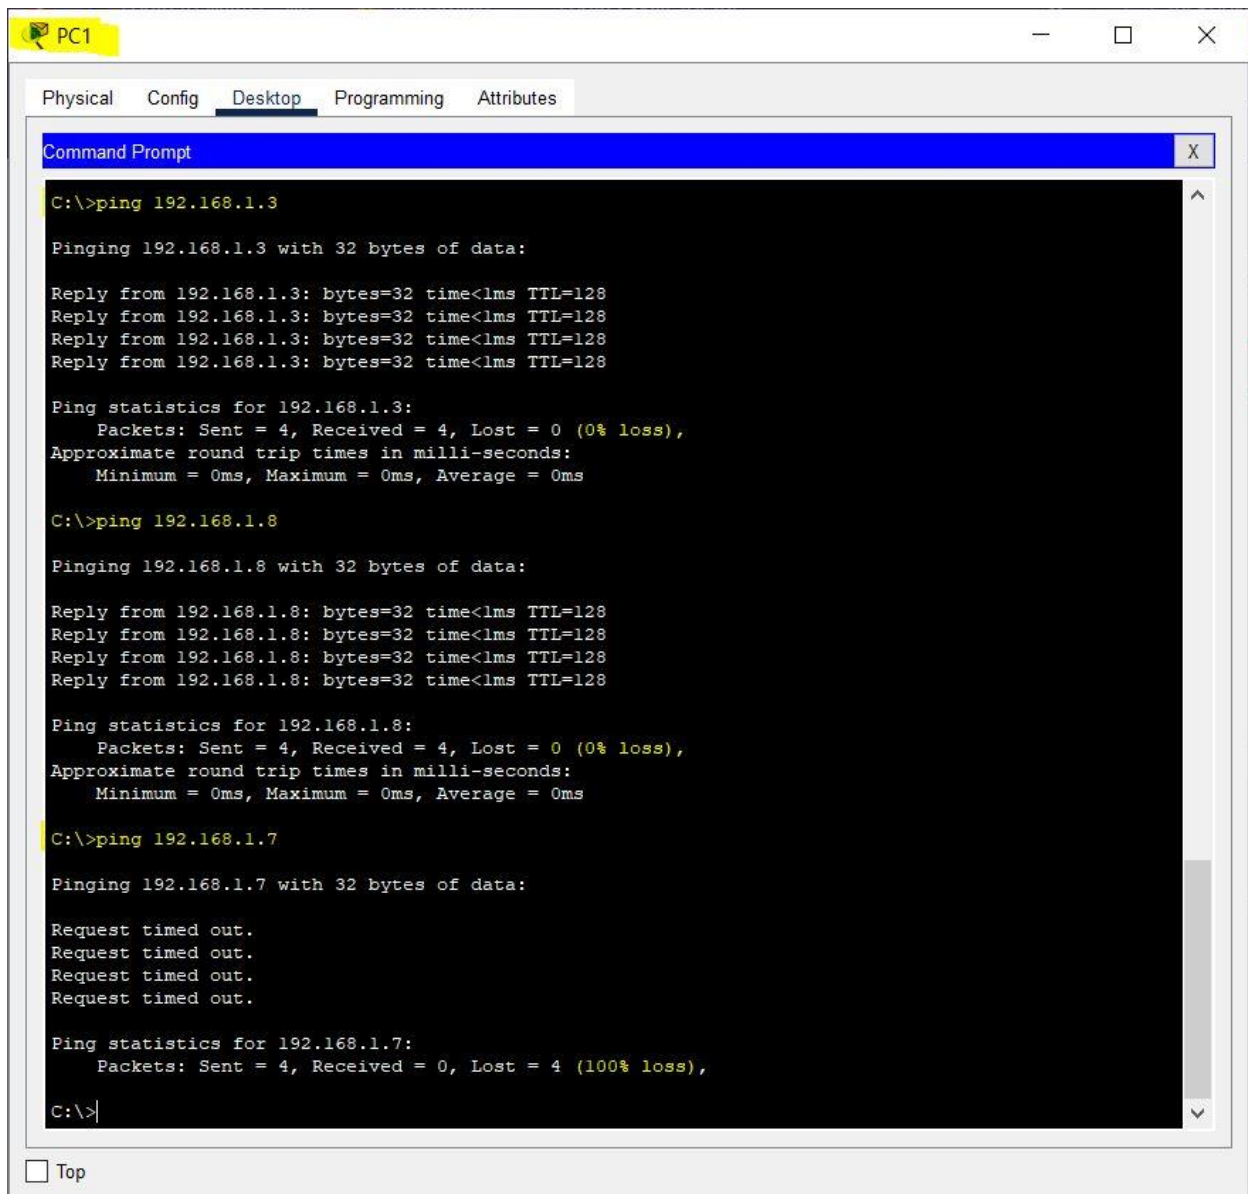 PC1
Physical Config Desktop Programming Attributes
Command Prompt X
C:\>ping 192.168.1.3
Pinging 192.168.1.3 with 32 bytes of data:
Reply from 192.168.1.3: bytes=32 time<1ms TTL=128
Reply from 192.168.1.3: bytes=32 time<1ms TTL=128
Reply from 192.168.1.3: bytes=32 time<1ms TTL=128
Reply from 192.168.1.3: bytes=32 time<1ms TTL=128
Ping statistics for 192.168.1.3:
Packets: Sent = 4, Received = 4, Lost = 0 (0% loss),
Approximate round trip times in milli-seconds:
Minimum = 0ms, Maximum = 0ms, Average = 0ms
C:\>ping 192.168.1.8
Pinging 192.168.1.8 with 32 bytes of data:
Reply from 192.168.1.8: bytes=32 time<1ms TTL=128
Reply from 192.168.1.8: bytes=32 time<1ms TTL=128
Reply from 192.168.1.8: bytes=32 time<1ms TTL=128
Reply from 192.168.1.8: bytes=32 time<1ms TTL=128
Ping statistics for 192.168.1.8:
Packets: Sent = 4, Received = 4, Lost = 0 (0% loss),
Approximate round trip times in milli-seconds:
Minimum = 0ms, Maximum = 0ms, Average = 0ms
C:\>ping 192.168.1.7
Pinging 192.168.1.7 with 32 bytes of data:
Request timed out.
Request timed out.
Request timed out.
Request timed out.
Ping statistics for 192.168.1.7:
Packets: Sent = 4, Received = 0, Lost = 4 (100% loss),
C:\>
Top